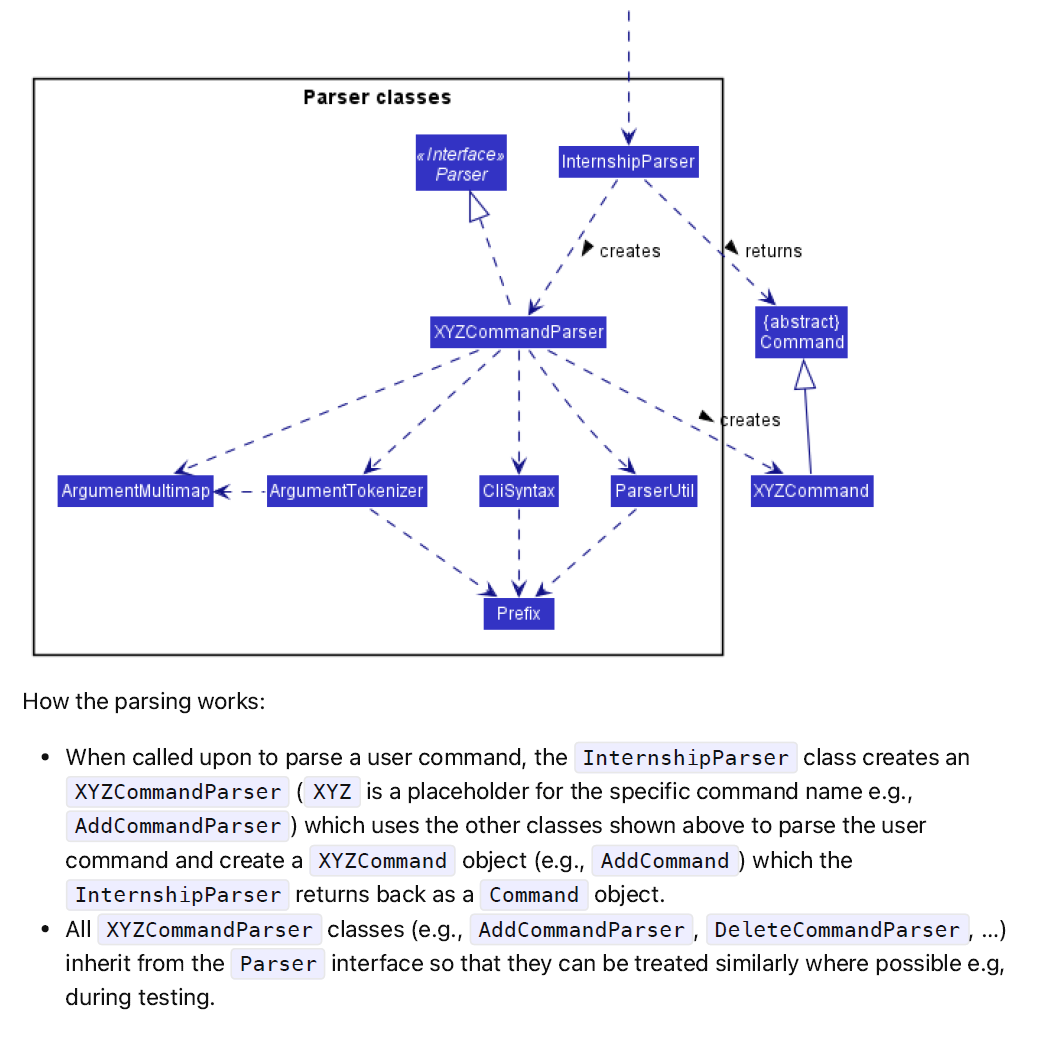 Parser classes
«Interface»
Parser
InternshipParser
creates
returns
XYZCommandParser
{abstract}
Command
creates
ArgumentMultimap
ArgumentTokenizer
CliSyntax
ParserUtil
XYZCommand
Prefix
How the parsing works:
• When called upon to parse a user command, the InternshipParser class creates an
XYZCommandParser ( XYZ is a placeholder for the specific command name e.g.,
AddCommandParser ) which uses the other classes shown above to parse the user
command and create a XYZCommand object (e.g., AddCommand ) which the
InternshipParser returns back as a Command object.
• All XYZCommandParser classes (e.g., AddCommandParser , DeleteCommandParser , ...)
inherit from the Parser interface so that they can be treated similarly where possible e.g,
during testing.